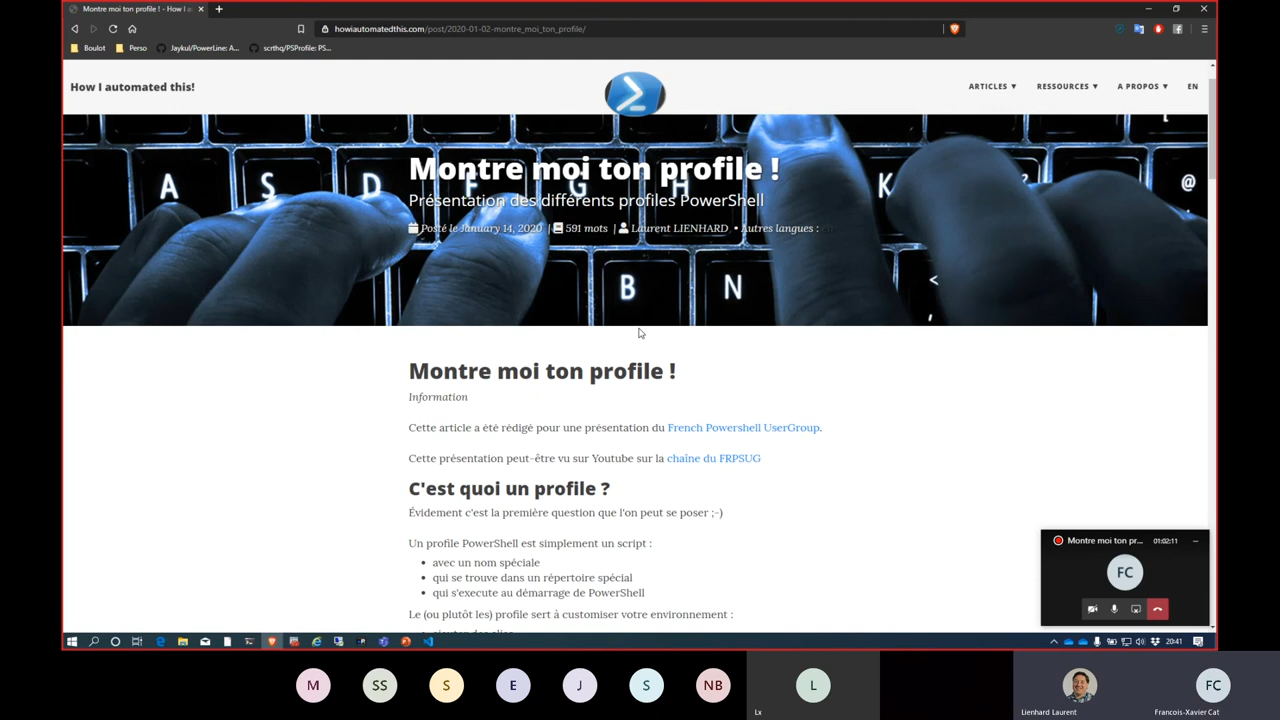 Montre moi ton profile ! - How I a
howiautomatedthis.com/post/2020-01-02-montre_moi_ton_profile/
Boulot
Perso
Jaykul/PowerLine: A...
scrthq/PSProfile: PS...
How I automated this!
ARTICLES ▼
RESSOURCES ▼
A PROPOS ▼
EN
A S D F G H K @
B N <
Montre moi ton profile !
Présentation des différents profiles PowerShell
Posté le January 14, 2020 | 591 mots | Laurent LIENHARD • Autres langues :
Montre moi ton profile !
Information
Cette article a été rédigé pour une présentation du French Powershell UserGroup.
Cette présentation peut-être vu sur Youtube sur la chaîne du FRPSUG
C'est quoi un profile ?
Évidement c'est la première question que l'on peut se poser ;-)
Un profile PowerShell est simplement un script :
• avec un nom spéciale
• qui se trouve dans un répertoire spécial
• qui s'execute au démarrage de PowerShell
Le (ou plutôt les) profile sert à customiser votre environnement :
Montre moi ton pr...
01:02:11
FC
20:41
M
SS
S
E
J
S
NB
L
FC
Lx
Lienhard Laurent
Francois-Xavier Cat